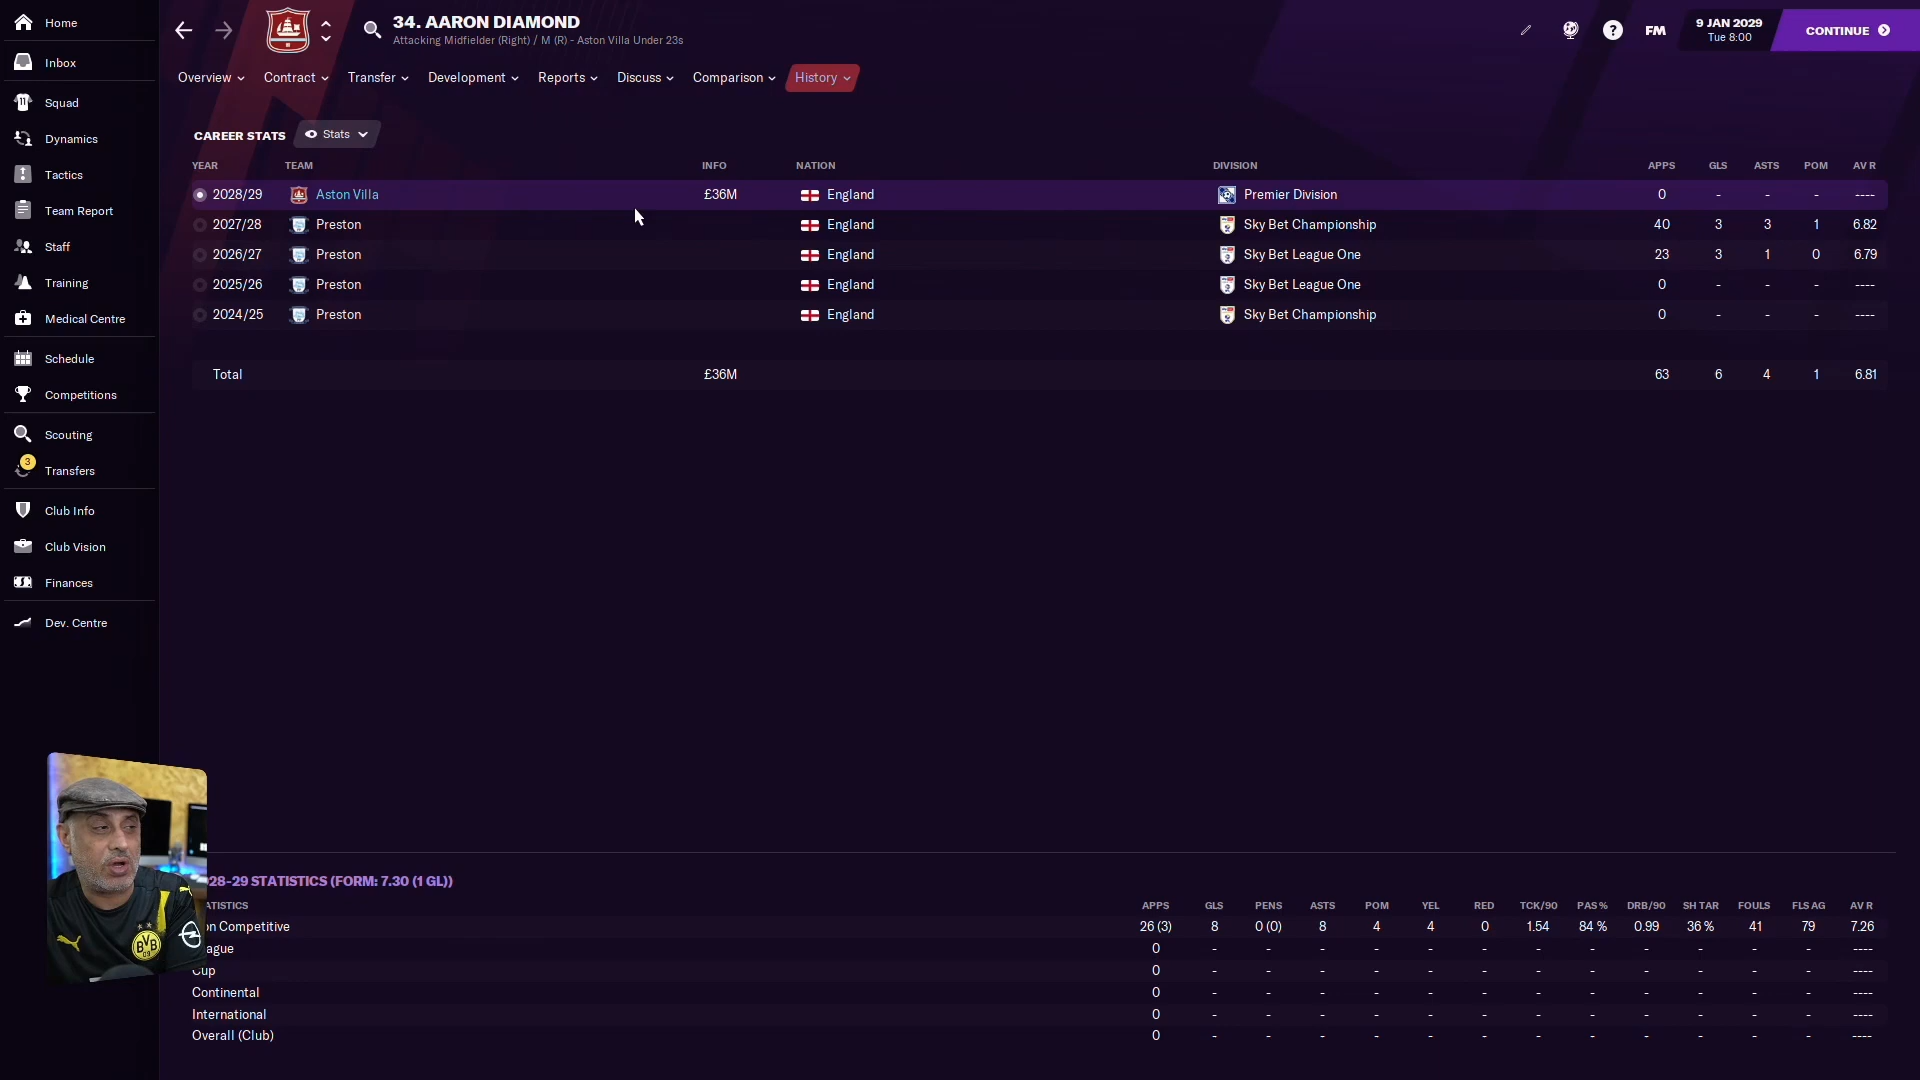 Home
Inbox
Squad
Dynamics
Tactics
Team Report
Staff
Training
Medical Centre
Schedule
Competitions
Scouting
3
Transfers
Club Info
Club Vision
Finances
Dev. Centre
34. AARON DIAMOND
Attacking Midfielder (Right) / M (R) - Aston Villa Under 23s
FM
9 JAN 2029
Tue 8:00
CONTINUE
Overview Contract Transfer Development Reports Discuss Comparison History
CAREER STATS Stats
YEAR TEAM INFO NATION DIVISION APPS GLS ASTS POM AV R
2028/29 Aston Villa £36M England Premier Division 0 - - - ----
2027/28 Preston England Sky Bet Championship 40 3 3 1 6.82
2026/27 Preston England Sky Bet League One 23 3 1 0 6.79
2025/26 Preston England Sky Bet League One 0 - - - ----
2024/25 Preston England Sky Bet Championship 0 - - - ----
Total £36M 63 6 4 1 6.81
28-29 STATISTICS (FORM: 7.30 (1 GL))
ATISTICS APPS GLS PENS ASTS POM YEL RED TCK/90 PAS % DRB/90 SH TAR FOULS FLS AG AV R
on Competitive 26 (3) 8 0 (0) 8 4 4 0 1.54 84 % 0.99 36 % 41 79 7.26
ague 0 - - - - - - - - - - - - ----
Cup 0 - - - - - - - - - - - - ----
Continental 0 - - - - - - - - - - - - ----
International 0 - - - - - - - - - - - - ----
Overall (Club) 0 - - - - - - - - - - - - ----
BVB
09